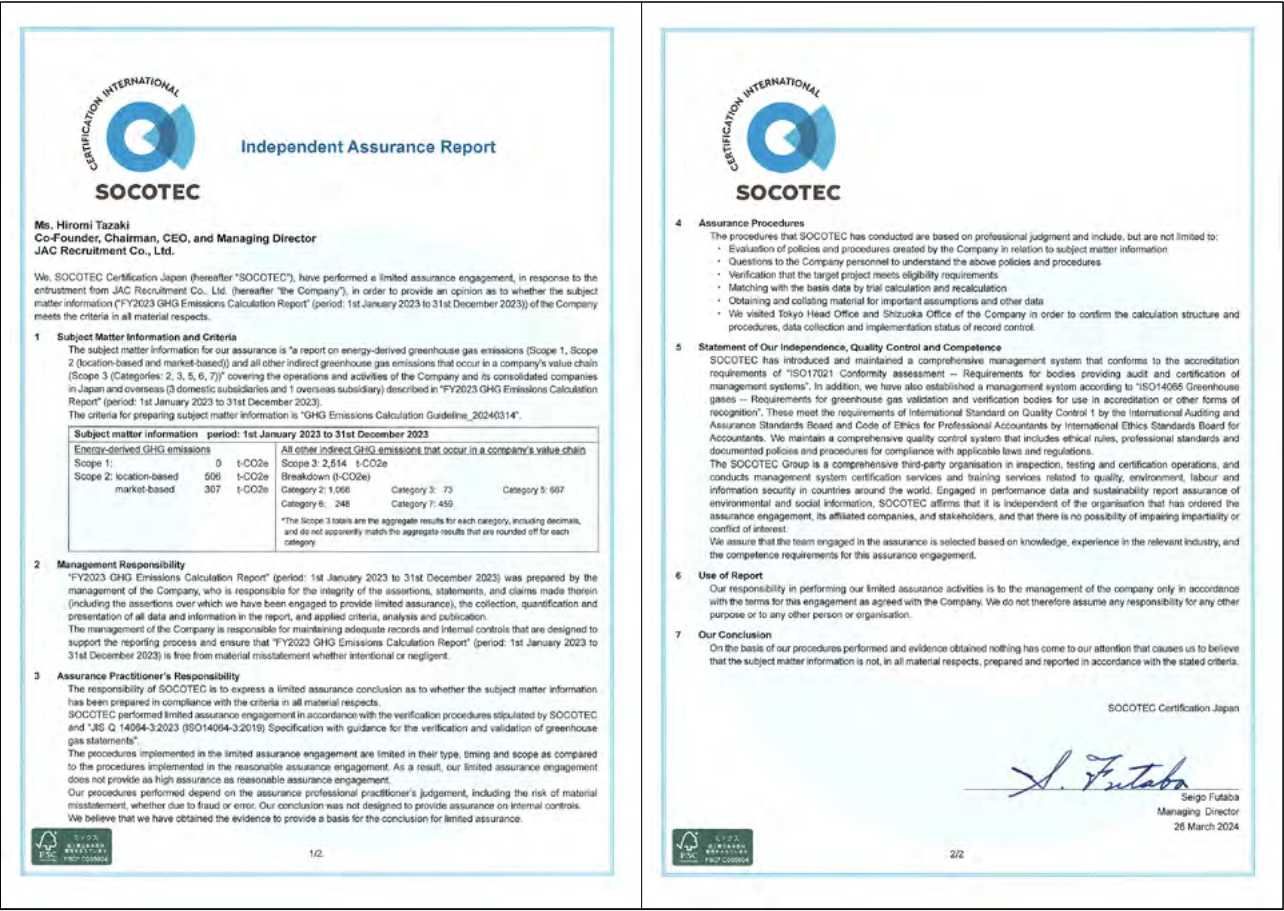 CERTIFICATION INTERNATIONAL
SOCOTEC
Independent Assurance Report
Ms. Hiromi Tazaki
Co-Founder, Chairman, CEO, and Managing Director
JAC Recruitment Co., Ltd.
We, SOCOTEC Certification Japan (hereafter "SOCOTEC"), have performed a limited assurance engagement, in response to the
entrustment from JAC Recruitment Co., Ltd. (hereafter "the Company"), in order to provide an opinion as to whether the subject
matter information ("FY2023 GHG Emissions Calculation Report" (period: 1st January 2023 to 31st December 2023)) of the Company
meets the criteria in all material respects.
1 Subject Matter Information and Criteria
The subject matter information for our assurance is "a report on energy-derived greenhouse gas emissions (Scope 1, Scope
2 (location-based and market-based)) and all other indirect greenhouse gas emissions that occur in a company's value chain
(Scope 3 (Categories: 2, 3, 5, 6, 7))" covering the operations and activities of the Company and its consolidated companies
in Japan and overseas (3 domestic subsidiaries and 1 overseas subsidiary) described in "FY2023 GHG Emissions Calculation
Report" (period: 1st January 2023 to 31st December 2023).
The criteria for preparing subject matter information is "GHG Emissions Calculation Guideline_20240314".
Subject matter information period: 1st January 2023 to 31st December 2023
Energy-derived GHG emissions All other indirect GHG emissions that occur in a company's value chain
Scope 1: 0 t-CO2e Scope 3: 2,514 t-CO2e
Scope 2: location-based 506 t-CO2e Breakdown (t-CO2e)
market-based 307 t-CO2e Category 2: 1,066 Category 3: 73 Category 5: 667
Category 6: 248 Category 7: 459
*The Scope 3 totals are the aggregate results for each category, including decimals,
and do not apparently match the aggregate results that are rounded off for each
category.
2 Management Responsibility
"FY2023 GHG Emissions Calculation Report" (period: 1st January 2023 to 31st December 2023) was prepared by the
management of the Company, who is responsible for the integrity of the assertions, statements, and claims made therein
(including the assertions over which we have been engaged to provide limited assurance), the collection, quantification and
presentation of all data and information in the report, and applied criteria, analysis and publication.
The management of the Company is responsible for maintaining adequate records and internal controls that are designed to
support the reporting process and ensure that "FY2023 GHG Emissions Calculation Report" (period: 1st January 2023 to
31st December 2023) is free from material misstatement whether intentional or negligent.
3 Assurance Practitioner's Responsibility
The responsibility of SOCOTEC is to express a limited assurance conclusion as to whether the subject matter information
has been prepared in compliance with the criteria in all material respects.
SOCOTEC performed limited assurance engagement in accordance with the verification procedures stipulated by SOCOTEC
and "JIS Q 14064-3:2023 (ISO14064-3:2019) Specification with guidance for the verification and validation of greenhouse
gas statements".
The procedures implemented in the limited assurance engagement are limited in their type, timing and scope as compared
to the procedures implemented in the reasonable assurance engagement. As a result, our limited assurance engagement
does not provide as high assurance as reasonable assurance engagement.
Our procedures performed depend on the assurance professional practitioner's judgement, including the risk of material
misstatement, whether due to fraud or error. Our conclusion was not designed to provide assurance on internal controls.
We believe that we have obtained the evidence to provide a basis for the conclusion for limited assurance.
FSC
ミックス
1/2
CERTIFICATION INTERNATIONAL
SOCOTEC
4 Assurance Procedures
The procedures that SOCOTEC has conducted are based on professional judgment and include, but are not limited to:
・ Evaluation of policies and procedures created by the Company in relation to subject matter information
・ Questions to the Company personnel to understand the above policies and procedures
・ Verification that the target project meets eligibility requirements
・ Matching with the basis data by trial calculation and recalculation
・ Obtaining and collating material for important assumptions and other data
・ We visited Tokyo Head Office and Shizuoka Office of the Company in order to confirm the calculation structure and
procedures, data collection and implementation status of record control.
5 Statement of Our Independence, Quality Control and Competence
SOCOTEC has introduced and maintained a comprehensive management system that conforms to the accreditation
requirements of "ISO17021 Conformity assessment -- Requirements for bodies providing audit and certification of
management systems". In addition, we have also established a management system according to "ISO14065 Greenhouse
gases -- Requirements for greenhouse gas validation and verification bodies for use in accreditation or other forms of
recognition". These meet the requirements of International Standard on Quality Control 1 by the International Auditing and
Assurance Standards Board and Code of Ethics for Professional Accountants by International Ethics Standards Board for
Accountants. We maintain a comprehensive quality control system that includes ethical rules, professional standards and
documented policies and procedures for compliance with applicable laws and regulations.
The SOCOTEC Group is a comprehensive third-party organisation in inspection, testing and certification operations, and
conducts management system certification services and training services related to quality, environment, labour and
information security in countries around the world. Engaged in performance data and sustainability report assurance of
environmental and social information, SOCOTEC affirms that it is independent of the organisation that has ordered the
assurance engagement, its affiliated companies, and stakeholders, and that there is no possibility of impairing impartiality or
conflict of interest.
We assure that the team engaged in the assurance is selected based on knowledge, experience in the relevant industry, and
the competence requirements for this assurance engagement.
6 Use of Report
Our responsibility in performing our limited assurance activities is to the management of the company only in accordance
with the terms for this engagement as agreed with the Company. We do not therefore assume any responsibility for any other
purpose or to any other person or organisation.
7 Our Conclusion
On the basis of our procedures performed and evidence obtained nothing has come to our attention that causes us to believe
that the subject matter information is not, in all material respects, prepared and reported in accordance with the stated criteria.
SOCOTEC Certification Japan
S. Futaba
Seigo Futaba
Managing Director
26 March 2024
FSC
ミックス
2/2